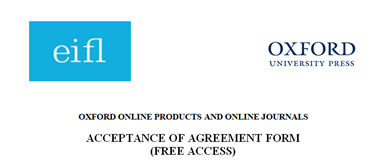 eifl
OXFORD
UNIVERSITY PRESS
OXFORD ONLINE PRODUCTS AND ONLINE JOURNALS
ACCEPTANCE OF AGREEMENT FORM
(FREE ACCESS)